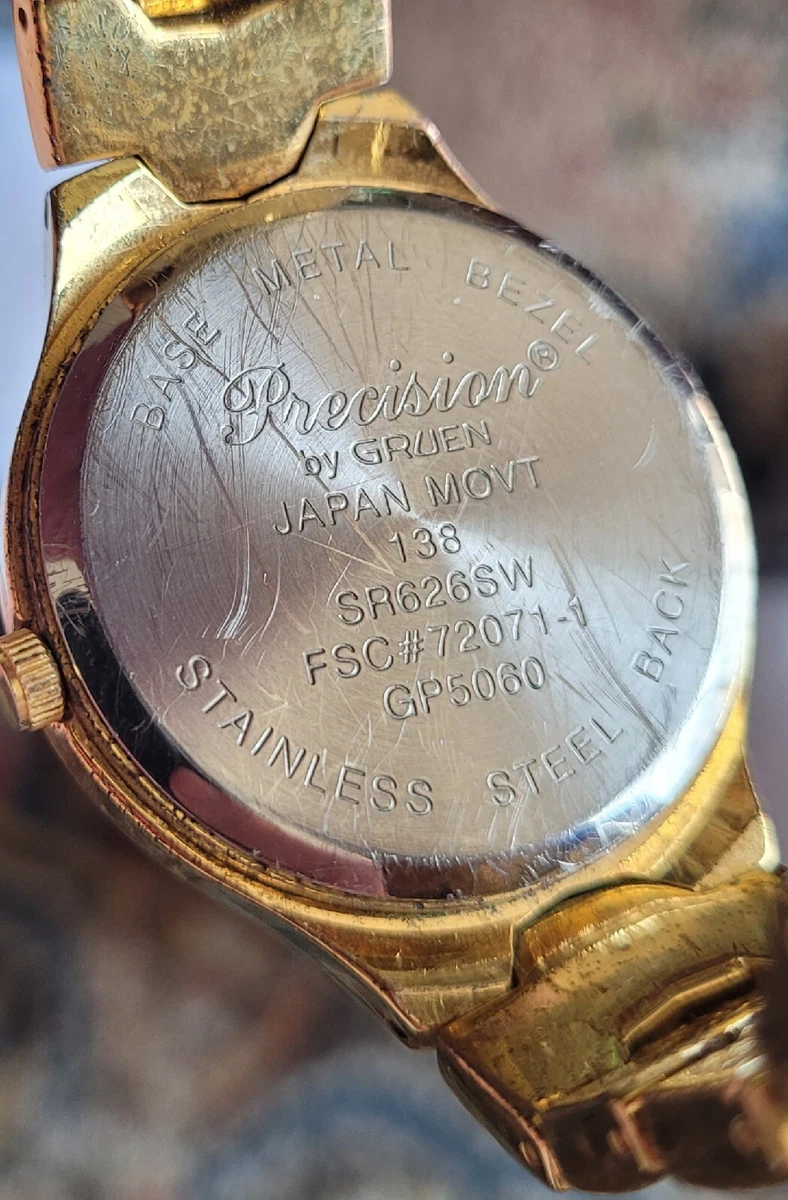 BASE METAL BEZEL
Precision®
by GRUEN
JAPAN MOVT
138
SR626SW
FSC#72071-1
GP5060
STAINLESS STEEL BACK